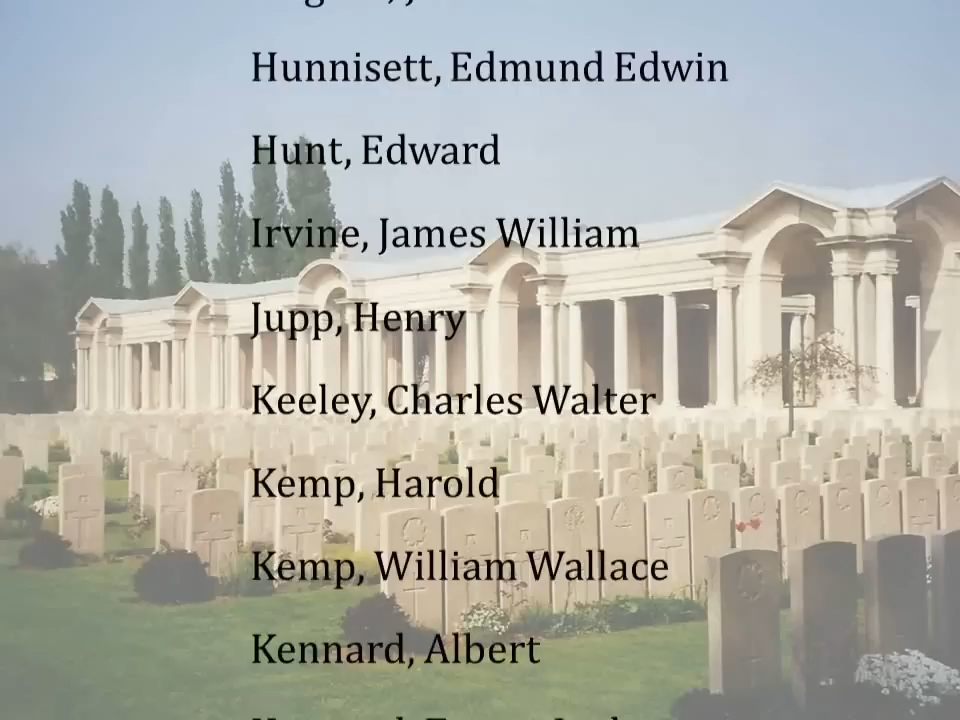 Hunnisett, Edmund Edwin
Hunt, Edward
Irvine, James William
Jupp, Henry
Keeley, Charles Walter
Kemp, Harold
Kemp, William Wallace
Kennard, Albert